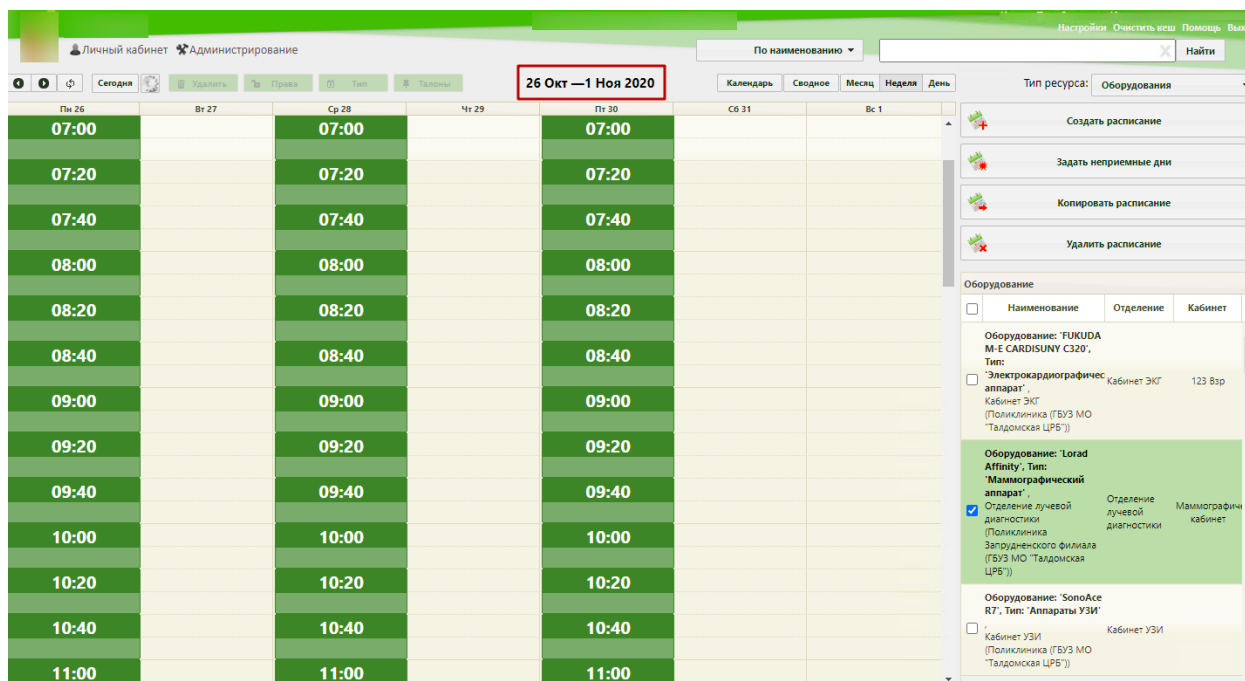 Настройки Очистить кеш Помощь Вых
Личный кабинет Администрирование
По наименованию
Найти
Сегодня Удалить Права Тип Талоны
26 Окт —1 Ноя 2020
Календарь Сводное Месяц Неделя День
Тип ресурса: Оборудования
Пн 26 Вт 27 Ср 28 Чт 29 Пт 30 Сб 31 Вс 1
07:00 07:00 07:00
07:20 07:20 07:20
07:40 07:40 07:40
08:00 08:00 08:00
08:20 08:20 08:20
08:40 08:40 08:40
09:00 09:00 09:00
09:20 09:20 09:20
09:40 09:40 09:40
10:00 10:00 10:00
10:20 10:20 10:20
10:40 10:40 10:40
11:00 11:00 11:00
Создать расписание
Задать неприемные дни
Копировать расписание
Удалить расписание
Оборудование
Наименование Отделение Кабинет
Оборудование: 'FUKUDA
M-E CARDISUNY C320',
Тип:
'Электрокардиографичес
аппарат' ,
Кабинет ЭКГ
(Поликлиника (ГБУЗ МО
"Талдомская ЦРБ"))
Кабинет ЭКГ
123 Взр
Оборудование: 'Lorad
Affinity', Тип:
'Маммографический
аппарат' ,
Отделение лучевой
диагностики
(Поликлиника
Запрудненского филиала
(ГБУЗ МО "Талдомская
ЦРБ"))
Отделение
лучевой
диагностики
Маммографиче
кабинет
Оборудование: 'SonoAce
R7', Тип: 'Аппараты УЗИ'
,
Кабинет УЗИ
(Поликлиника (ГБУЗ МО
"Талдомская ЦРБ"))
Кабинет УЗИ